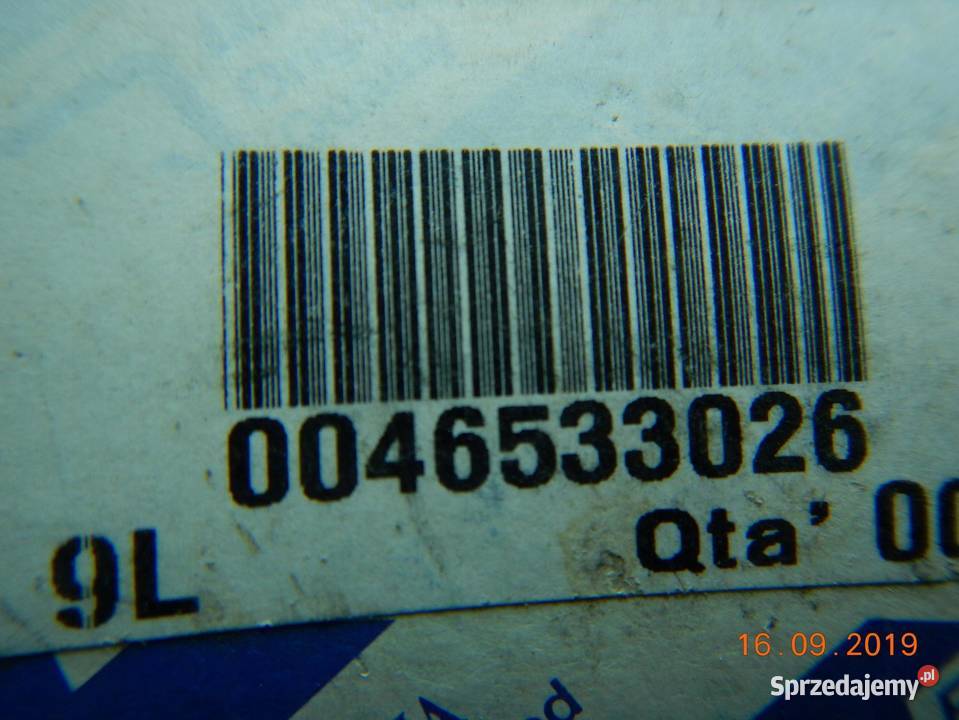 0046533026
9L Qta' 00
16.09.2019
Sprzedajemy.pl